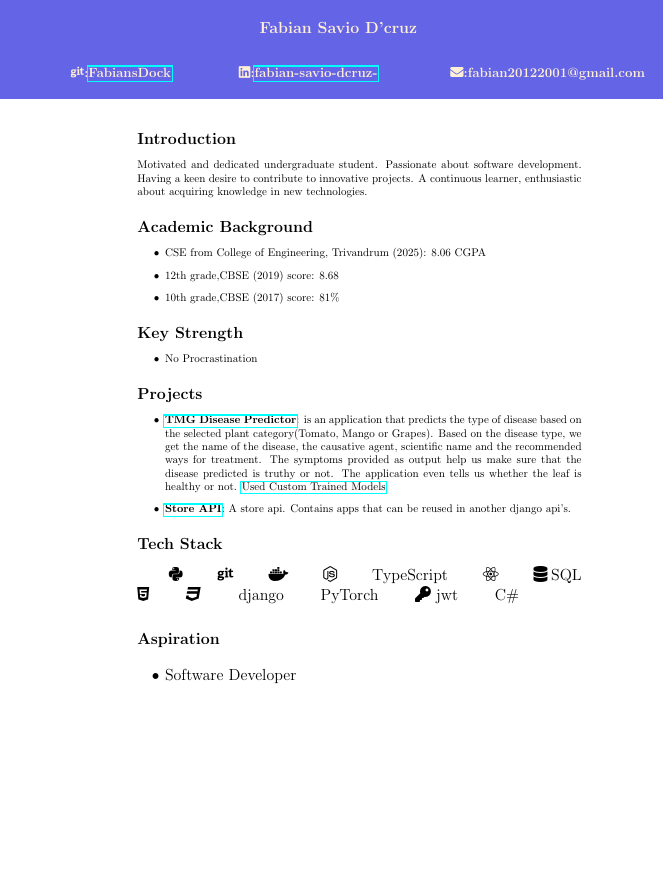 Fabian Savio D'cruz
git:FabiansDock :fabian-savio-dcruz- :fabian20122001@gmail.com
Introduction
Motivated and dedicated undergraduate student. Passionate about software development.
Having a keen desire to contribute to innovative projects. A continuous learner, enthusiastic
about acquiring knowledge in new technologies.
Academic Background
• CSE from College of Engineering, Trivandrum (2025): 8.06 CGPA
• 12th grade,CBSE (2019) score: 8.68
• 10th grade,CBSE (2017) score: 81%
Key Strength
• No Procrastination
Projects
• TMG Disease Predictor is an application that predicts the type of disease based on
the selected plant category(Tomato, Mango or Grapes). Based on the disease type, we
get the name of the disease, the causative agent, scientific name and the recommended
ways for treatment. The symptoms provided as output help us make sure that the
disease predicted is truthy or not. The application even tells us whether the leaf is
healthy or not. Used Custom Trained Models
• Store API: A store api. Contains apps that can be reused in another django api's.
Tech Stack
git JS TypeScript SQL
5 3 django PyTorch jwt C#
Aspiration
• Software Developer